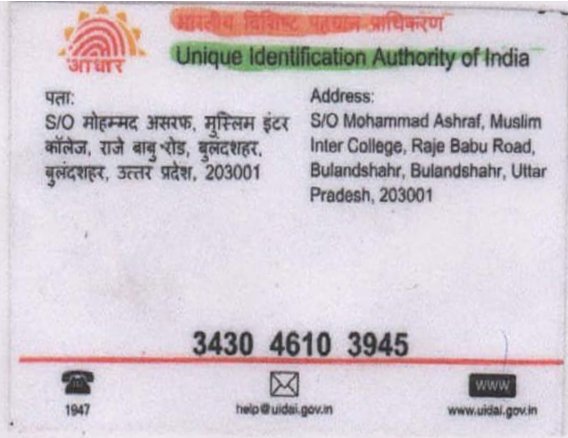 भारतीय विशिष्ट पहचान प्राधिकरण
Unique Identification Authority of India
आधार
पता:
S/O मोहम्मद असरफ, मुस्लिम इंटर
कॉलेज, राजे बाबु रोड, बुलंदशहर,
बुलंदशहर, उत्तर प्रदेश, 203001
Address:
S/O Mohammad Ashraf, Muslim
Inter College, Raje Babu Road,
Bulandshahr, Bulandshahr, Uttar
Pradesh, 203001
3430 4610 3945
1947
help@uidai.gov.in
WWW
www.uidai.gov.in